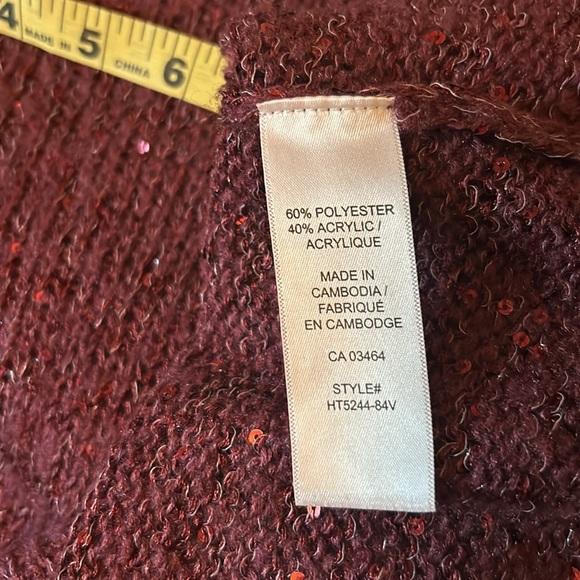 4 5 6
MADE IN CHINA
60% POLYESTER
40% ACRYLIC /
ACRYLIQUE
MADE IN
CAMBODIA /
FABRIQUÉ
EN CAMBODGE
CA 03464
STYLE#
HT5244-84V